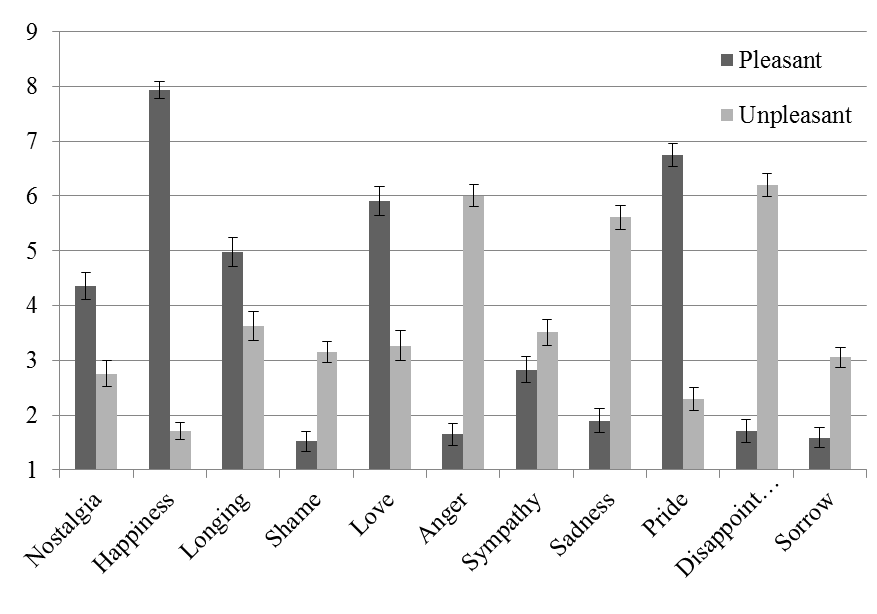 9
8
7
6
5
4
3
2
1
Pleasant
Unpleasant
Nostalgia
Happiness
Longing
Shame
Love
Anger
Sympathy
Sadness
Pride
Disappoint…
Sorrow